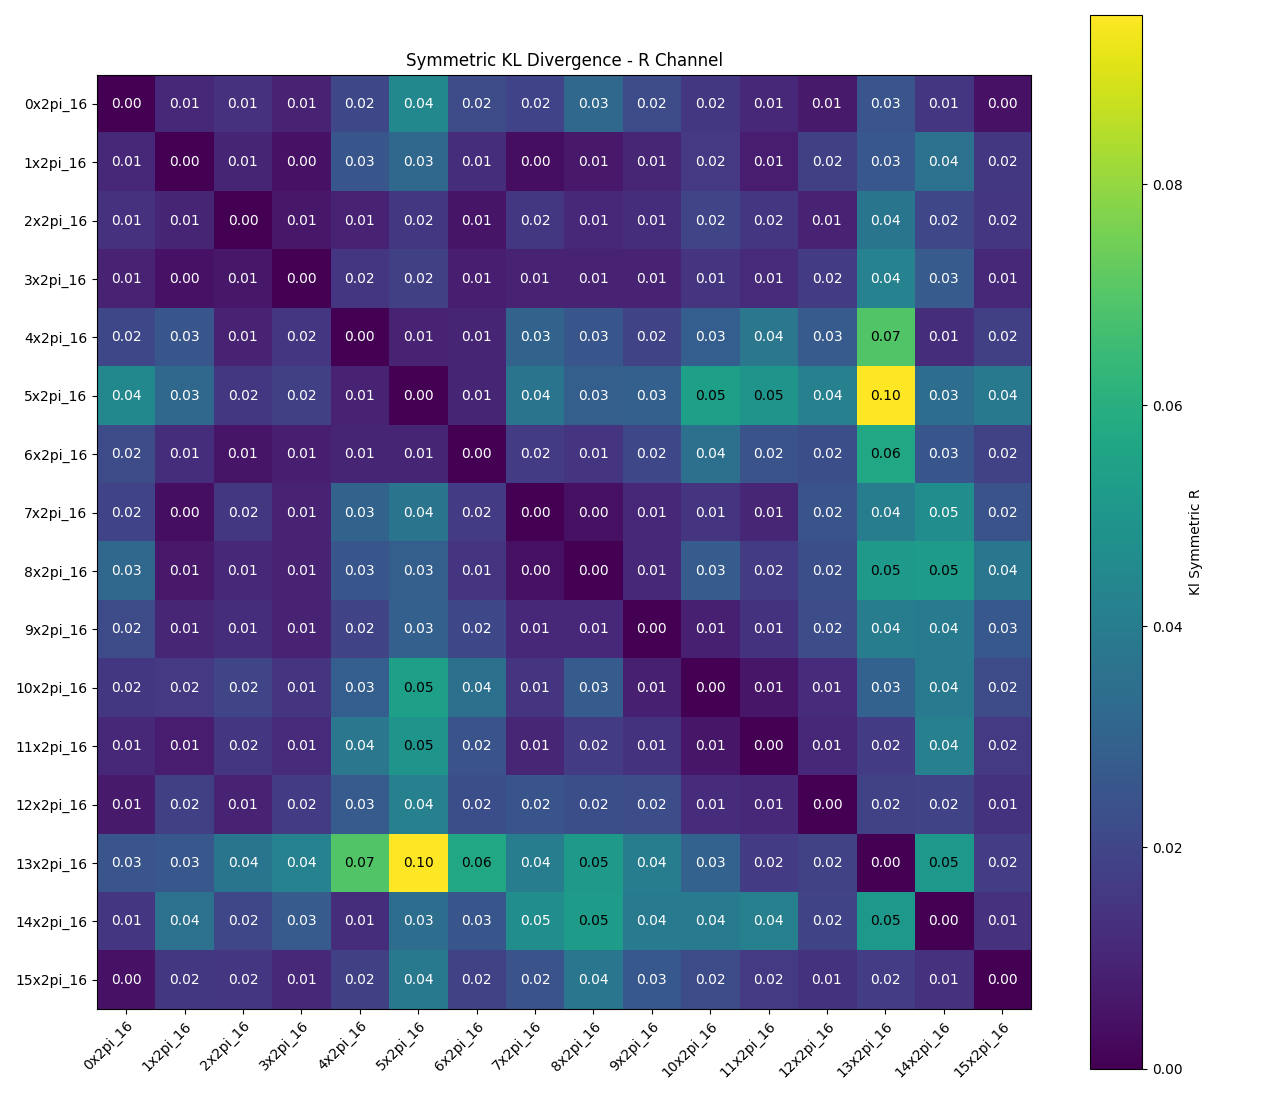 Symmetric KL Divergence - R Channel
0x2pi_16 0.00 0.01 0.01 0.01 0.02 0.04 0.02 0.02 0.03 0.02 0.02 0.01 0.01 0.03 0.01 0.00
1x2pi_16 0.01 0.00 0.01 0.00 0.03 0.03 0.01 0.00 0.01 0.01 0.02 0.01 0.02 0.03 0.04 0.02
2x2pi_16 0.01 0.01 0.00 0.01 0.01 0.02 0.01 0.02 0.01 0.01 0.02 0.02 0.01 0.04 0.02 0.02
3x2pi_16 0.01 0.00 0.01 0.00 0.02 0.02 0.01 0.01 0.01 0.01 0.01 0.01 0.02 0.04 0.03 0.01
4x2pi_16 0.02 0.03 0.01 0.02 0.00 0.01 0.01 0.03 0.03 0.02 0.03 0.04 0.03 0.07 0.01 0.02
5x2pi_16 0.04 0.03 0.02 0.02 0.01 0.00 0.01 0.04 0.03 0.03 0.05 0.05 0.04 0.10 0.03 0.04
6x2pi_16 0.02 0.01 0.01 0.01 0.01 0.01 0.00 0.02 0.01 0.02 0.04 0.02 0.02 0.06 0.03 0.02
7x2pi_16 0.02 0.00 0.02 0.01 0.03 0.04 0.02 0.00 0.00 0.01 0.01 0.01 0.02 0.04 0.05 0.02
8x2pi_16 0.03 0.01 0.01 0.01 0.03 0.03 0.01 0.00 0.00 0.01 0.03 0.02 0.02 0.05 0.05 0.04
9x2pi_16 0.02 0.01 0.01 0.01 0.02 0.03 0.02 0.01 0.01 0.00 0.01 0.01 0.02 0.04 0.04 0.03
10x2pi_16 0.02 0.02 0.02 0.01 0.03 0.05 0.04 0.01 0.03 0.01 0.00 0.01 0.01 0.03 0.04 0.02
11x2pi_16 0.01 0.01 0.02 0.01 0.04 0.05 0.02 0.01 0.02 0.01 0.01 0.00 0.01 0.02 0.04 0.02
12x2pi_16 0.01 0.02 0.01 0.02 0.03 0.04 0.02 0.02 0.02 0.02 0.01 0.01 0.00 0.02 0.02 0.01
13x2pi_16 0.03 0.03 0.04 0.04 0.07 0.10 0.06 0.04 0.05 0.04 0.03 0.02 0.02 0.00 0.05 0.02
14x2pi_16 0.01 0.04 0.02 0.03 0.01 0.03 0.03 0.05 0.05 0.04 0.04 0.04 0.02 0.05 0.00 0.01
15x2pi_16 0.00 0.02 0.02 0.01 0.02 0.04 0.02 0.02 0.04 0.03 0.02 0.02 0.01 0.02 0.01 0.00
0x2pi_16 1x2pi_16 2x2pi_16 3x2pi_16 4x2pi_16 5x2pi_16 6x2pi_16 7x2pi_16 8x2pi_16 9x2pi_16 10x2pi_16 11x2pi_16 12x2pi_16 13x2pi_16 14x2pi_16 15x2pi_16
0.08
0.06
0.04
0.02
0.00
Kl Symmetric R